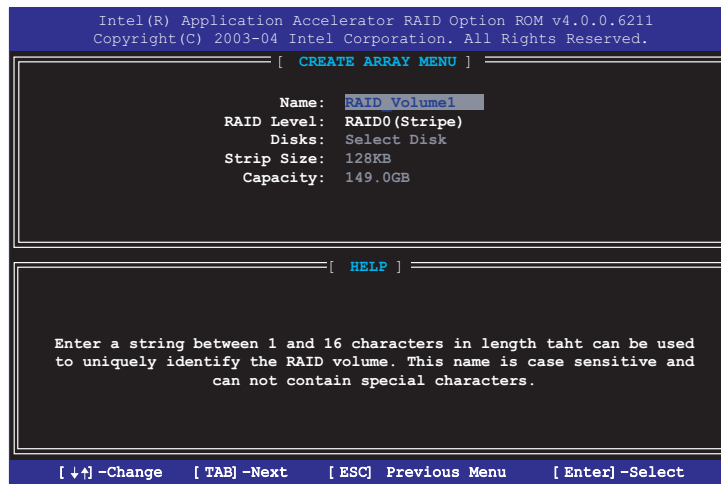 Intel(R) Application Accelerator RAID Option ROM v4.0.0.6211
Copyright(C) 2003-04 Intel Corporation. All Rights Reserved.
[ CREATE ARRAY MENU ]
Name: RAID_Volume1
RAID Level: RAID0(Stripe)
Disks: Select Disk
Strip Size: 128KB
Capacity: 149.0GB
[ HELP ]
Enter a string between 1 and 16 characters in length taht can be used
to uniquely identify the RAID volume. This name is case sensitive and
can not contain special characters.
[↓↑]-Change [TAB]-Next [ESC] Previous Menu [Enter]-Select